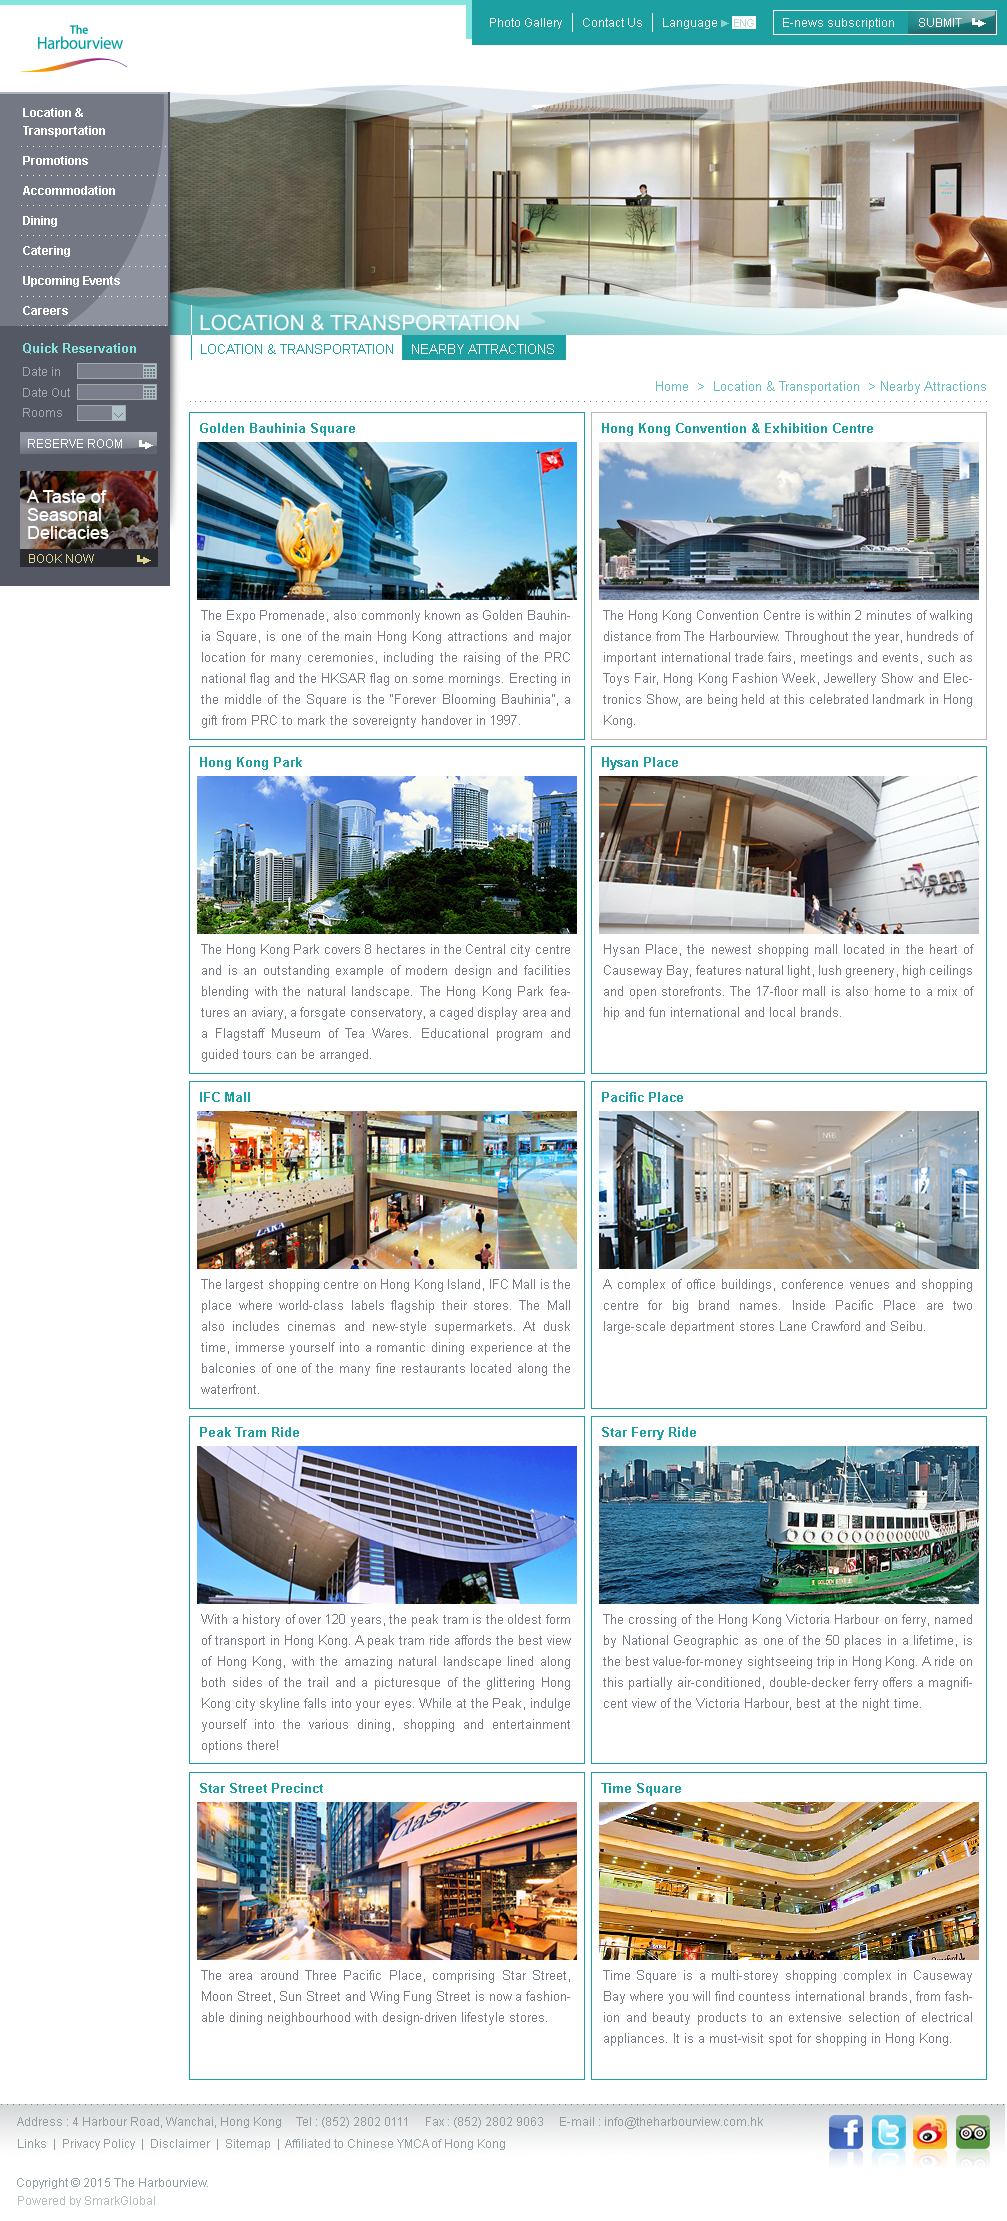 The
Harbourview
Photo Gallery
Contact Us
Language
ENG
E-news subscription
SUBMIT
Location &
Transportation
Promotions
Accommodation
Dining
Catering
Upcoming Events
Careers
Quick Reservation
Date in
Date Out
Rooms
RESERVE ROOM
A Taste of
Seasonal
Delicacies
BOOK NOW
LOCATION & TRANSPORTATION
LOCATION & TRANSPORTATION
NEARBY ATTRACTIONS
Home > Location & Transportation > Nearby Attractions
Golden Bauhinia Square
The Expo Promenade, also commonly known as Golden Bauhin-
ia Square, is one of the main Hong Kong attractions and major
location for many ceremonies, including the raising of the PRC
national flag and the HKSAR flag on some mornings. Erecting in
the middle of the Square is the "Forever Blooming Bauhinia", a
gift from PRC to mark the sovereignty handover in 1997.
Hong Kong Convention & Exhibition Centre
The Hong Kong Convention Centre is within 2 minutes of walking
distance from The Harbourview. Throughout the year, hundreds of
important international trade fairs, meetings and events, such as
Toys Fair, Hong Kong Fashion Week, Jewellery Show and Elec-
tronics Show, are being held at this celebrated landmark in Hong
Kong.
Hong Kong Park
The Hong Kong Park covers 8 hectares in the Central city centre
and is an outstanding example of modern design and facilities
blending with the natural landscape. The Hong Kong Park fea-
tures an aviary, a forsgate conservatory, a caged display area and
a Flagstaff Museum of Tea Wares. Educational program and
guided tours can be arranged.
Hysan Place
Hysan
PLACE
Hysan Place, the newest shopping mall located in the heart of
Causeway Bay, features natural light, lush greenery, high ceilings
and open storefronts. The 17-floor mall is also home to a mix of
hip and fun international and local brands.
IFC Mall
ZARA
The largest shopping centre on Hong Kong Island, IFC Mall is the
place where world-class labels flagship their stores. The Mall
also includes cinemas and new-style supermarkets. At dusk
time, immerse yourself into a romantic dining experience at the
balconies of one of the many fine restaurants located along the
waterfront.
Pacific Place
A complex of office buildings, conference venues and shopping
centre for big brand names. Inside Pacific Place are two
large-scale department stores Lane Crawford and Seibu.
Peak Tram Ride
With a history of over 120 years, the peak tram is the oldest form
of transport in Hong Kong. A peak tram ride affords the best view
of Hong Kong, with the amazing natural landscape lined along
both sides of the trail and a picturesque of the glittering Hong
Kong city skyline falls into your eyes. While at the Peak, indulge
yourself into the various dining, shopping and entertainment
options there!
Star Ferry Ride
The crossing of the Hong Kong Victoria Harbour on ferry, named
by National Geographic as one of the 50 places in a lifetime, is
the best value-for-money sightseeing trip in Hong Kong. A ride on
this partially air-conditioned, double-decker ferry offers a magnifi-
cent view of the Victoria Harbour, best at the night time.
Star Street Precinct
The area around Three Pacific Place, comprising Star Street,
Moon Street, Sun Street and Wing Fung Street is now a fashion-
able dining neighbourhood with design-driven lifestyle stores.
Time Square
Time Square is a multi-storey shopping complex in Causeway
Bay where you will find countess international brands, from fash-
ion and beauty products to an extensive selection of electrical
appliances. It is a must-visit spot for shopping in Hong Kong.
Address : 4 Harbour Road, Wanchai, Hong Kong Tel : (852) 2802 0111 Fax : (852) 2802 9063 E-mail : info@theharbourview.com.hk
Links | Privacy Policy | Disclaimer | Sitemap | Affiliated to Chinese YMCA of Hong Kong
Copyright © 2015 The Harbourview.
Powered by SmarkGlobal